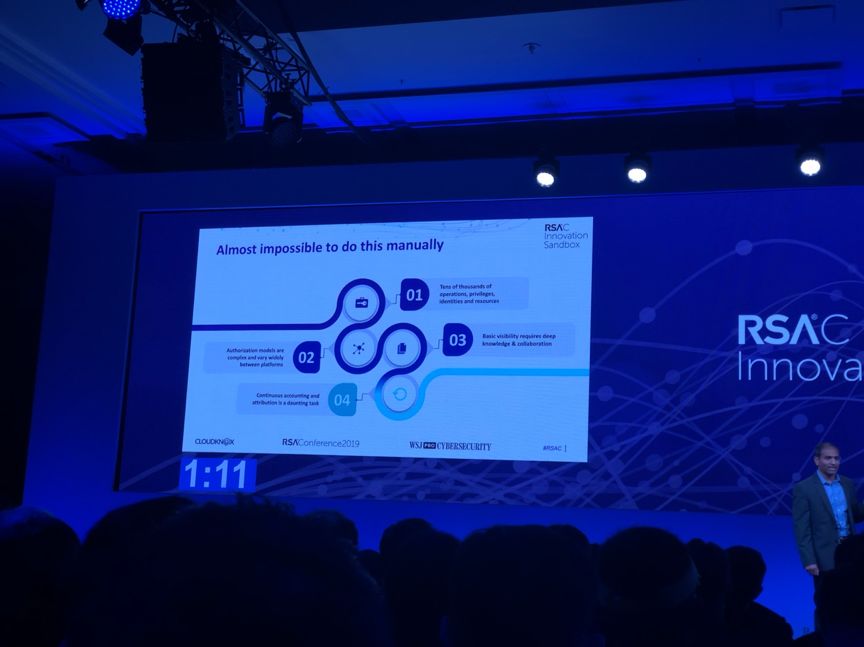 Almost impossible to do this manually
RSAC
Innovation
Sandbox
01
Tens of thousands of
operations, privileges,
identities and resources
02
Authorization models are
complex and vary widely
between platforms
03
Basic visibility requires deep
knowledge & collaboration
04
Continuous accounting and
attribution is a daunting task
CLOUDKNOX
RSAConference2019
WSJ PRO CYBERSECURITY
#RSAC
1:11
RSAC
Innova